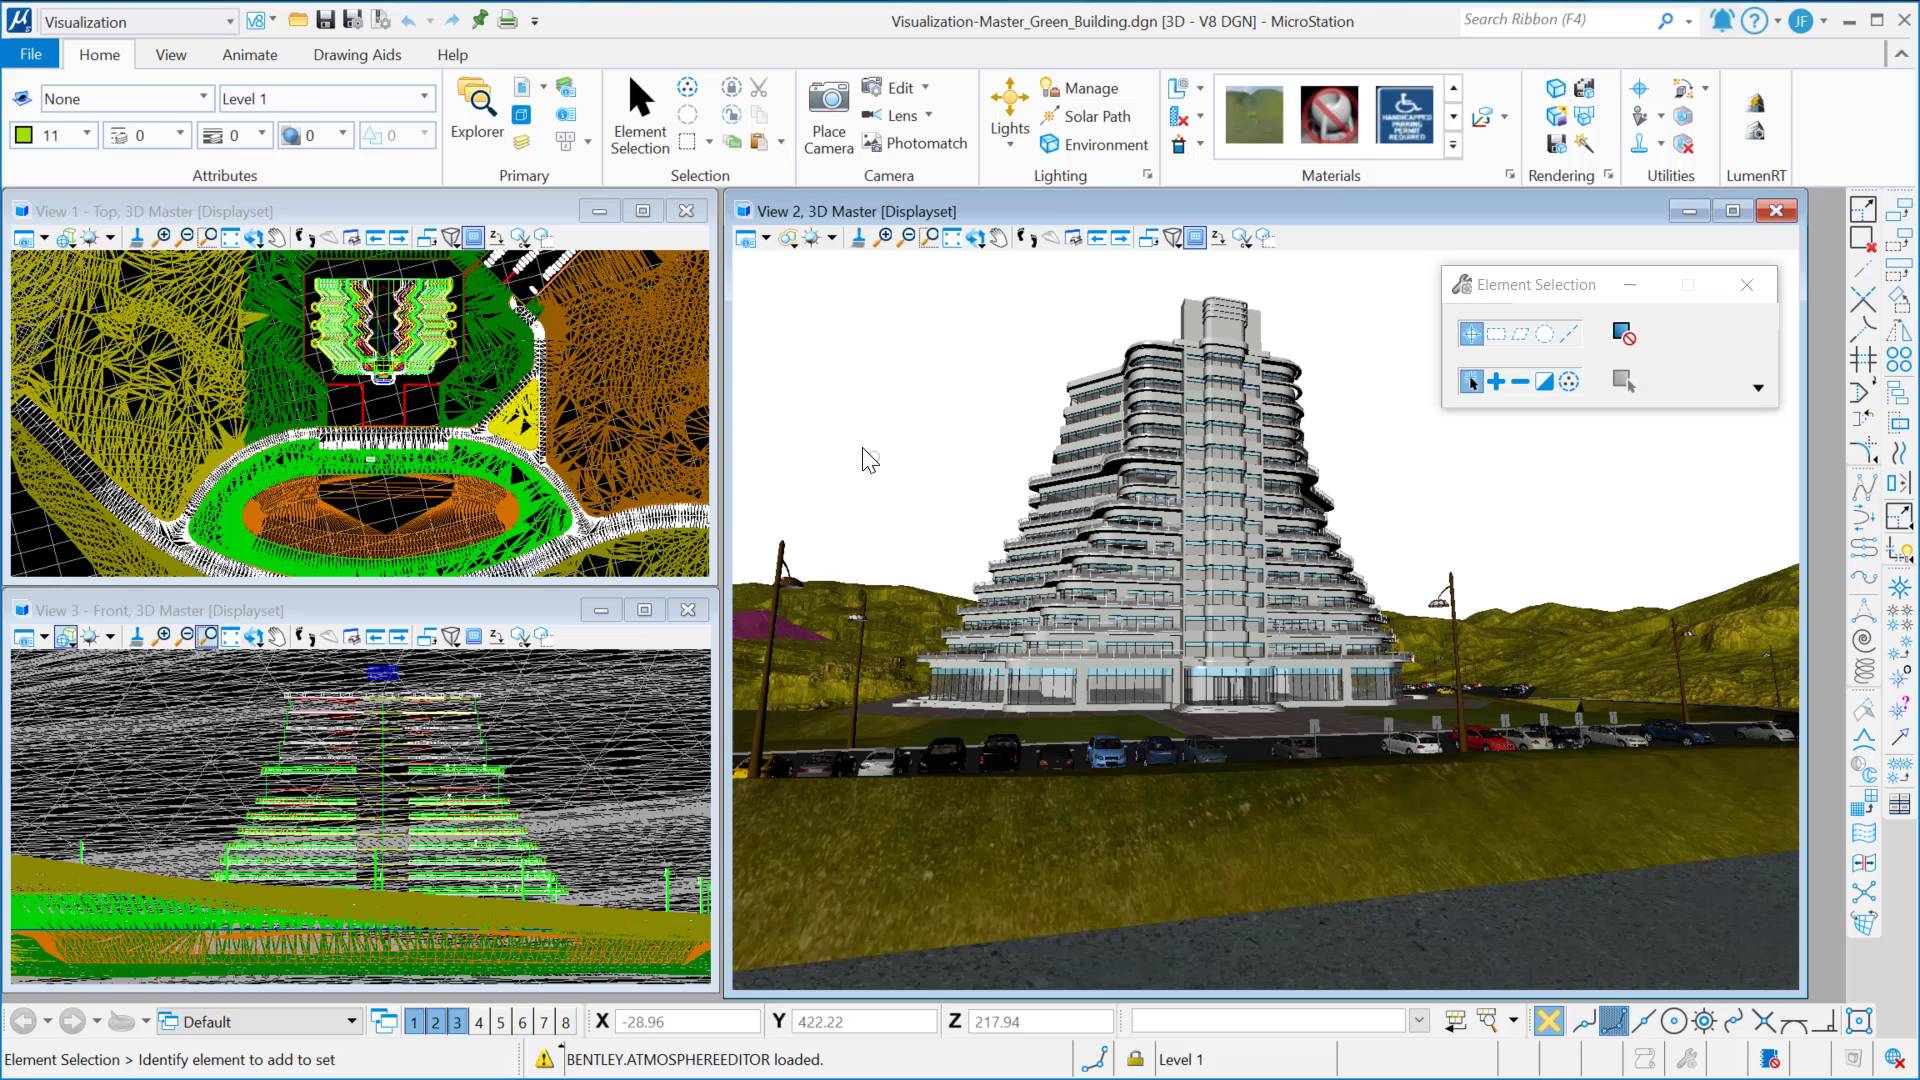 Visualization
V8
Visualization-Master_Green_Building.dgn [3D - V8 DGN] - MicroStation
Search Ribbon (F4)
JF
File
Home
View
Animate
Drawing Aids
Help
None
Level 1
11
0
0
0
0
Attributes
Explorer
Primary
Element
Selection
Selection
Place
Camera
Edit
Lens
Photomatch
Camera
Lights
Manage
Solar Path
Environment
Lighting
HANDICAPPED
PARKING
PERMIT
REQUIRED
Materials
Rendering
Utilities
LumenRT
View 1 - Top, 3D Master [Displayset]
View 2, 3D Master [Displayset]
Element Selection
View 3 - Front, 3D Master [Displayset]
Default
1 2 3 4 5 6 7 8
X -28.96
Y 422.22
Z 217.94
Element Selection > Identify element to add to set
BENTLEY.ATMOSPHEREEDITOR loaded.
Level 1